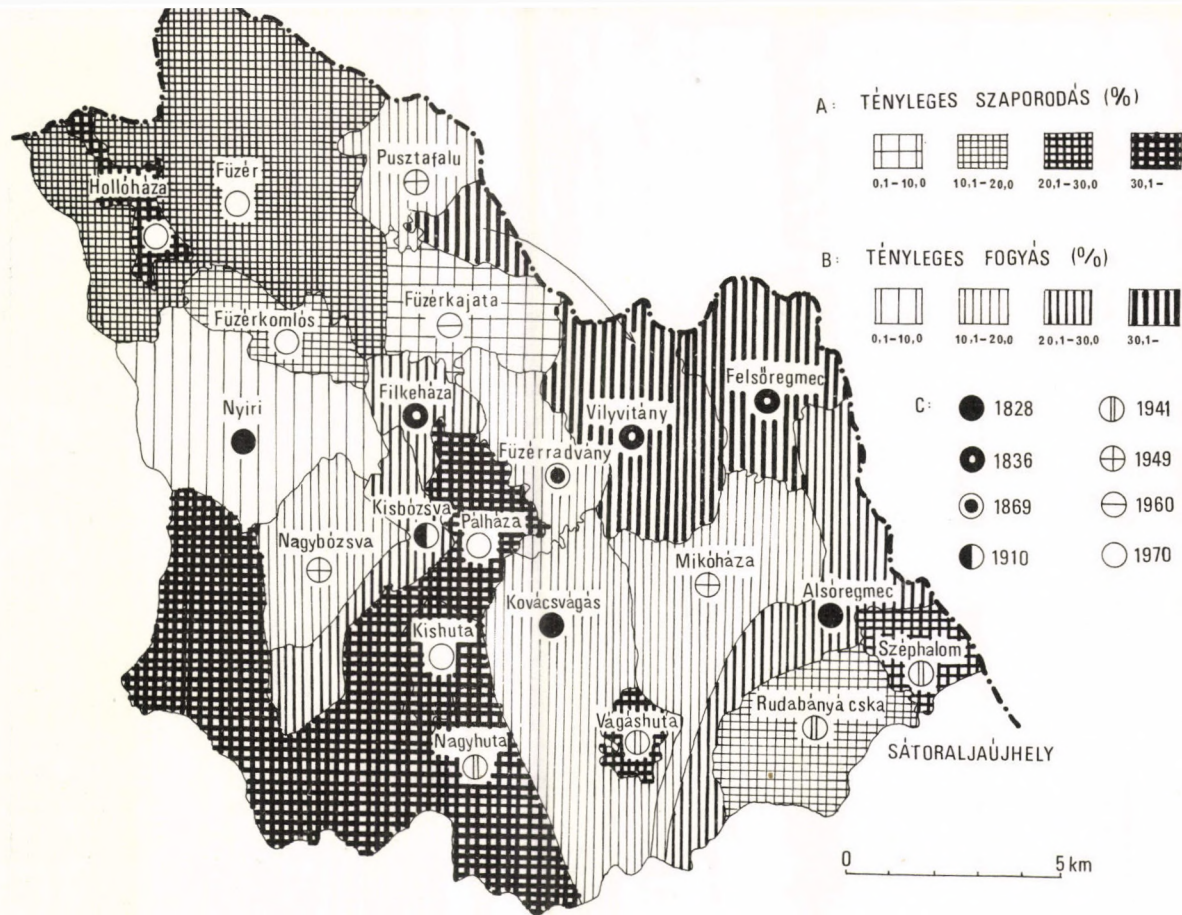 A: TÉNYLEGES SZAPORODÁS (%)
0,1-10,0 10,1-20,0 20,1-30,0 30,1-
B: TÉNYLEGES FOGYÁS (%)
0,1-10,0 10,1-20,0 20,1-30,0 30,1-
C: 1828 1941
1836 1949
1869 1960
1910 1970
Pusztafalu
Hollóháza
Füzér
Füzérkajata
Füzérkomlós
Felsőregmec
Filkeháza
Nyíri
Vilyvitány
Füzérradvány
Kisbózsva
Pálháza
Nagybózsva
Mikóháza
Kovácsvágás
Alsóregmec
Kishuta
Széphalom
Rudabányácska
Vágáshuta
Nagyhuta
SÁTORALJAÚJHELY
0 5 km